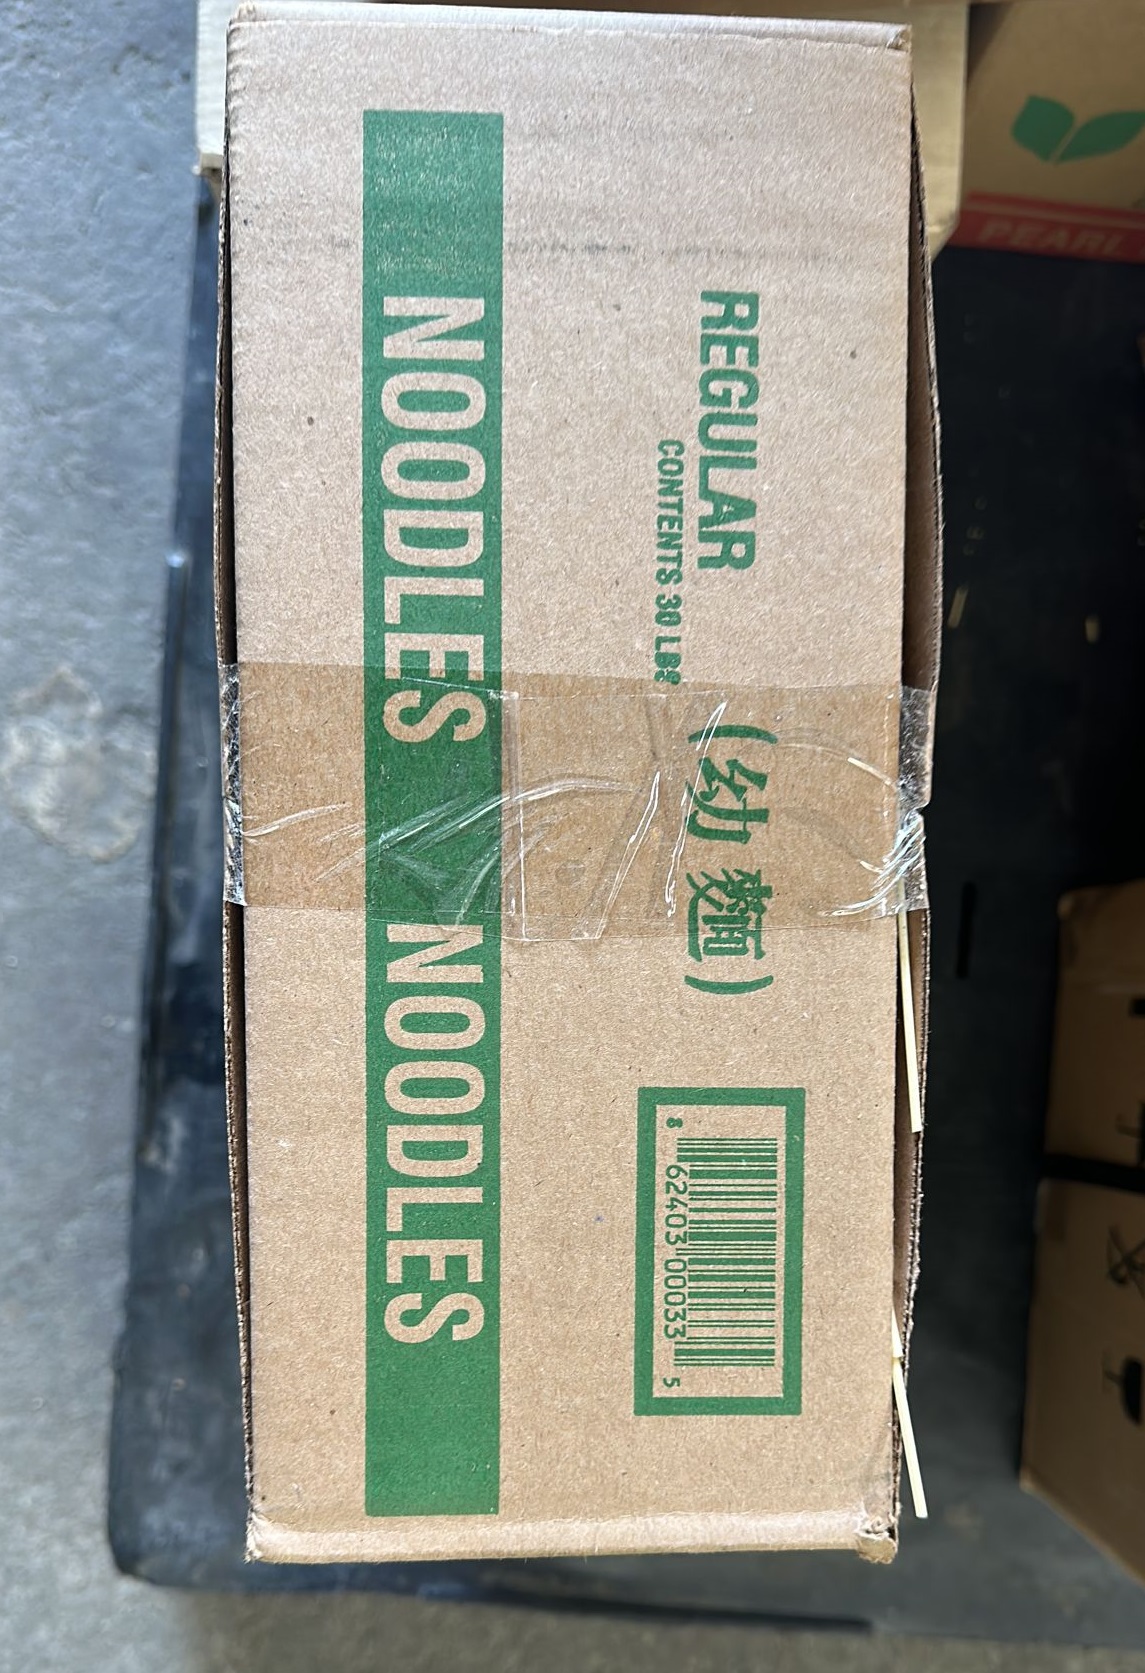 REGULAR
CONTENTS 30 LBS
(幼麵)
8 62403 00033 5
NOODLES NOODLES
PEARL